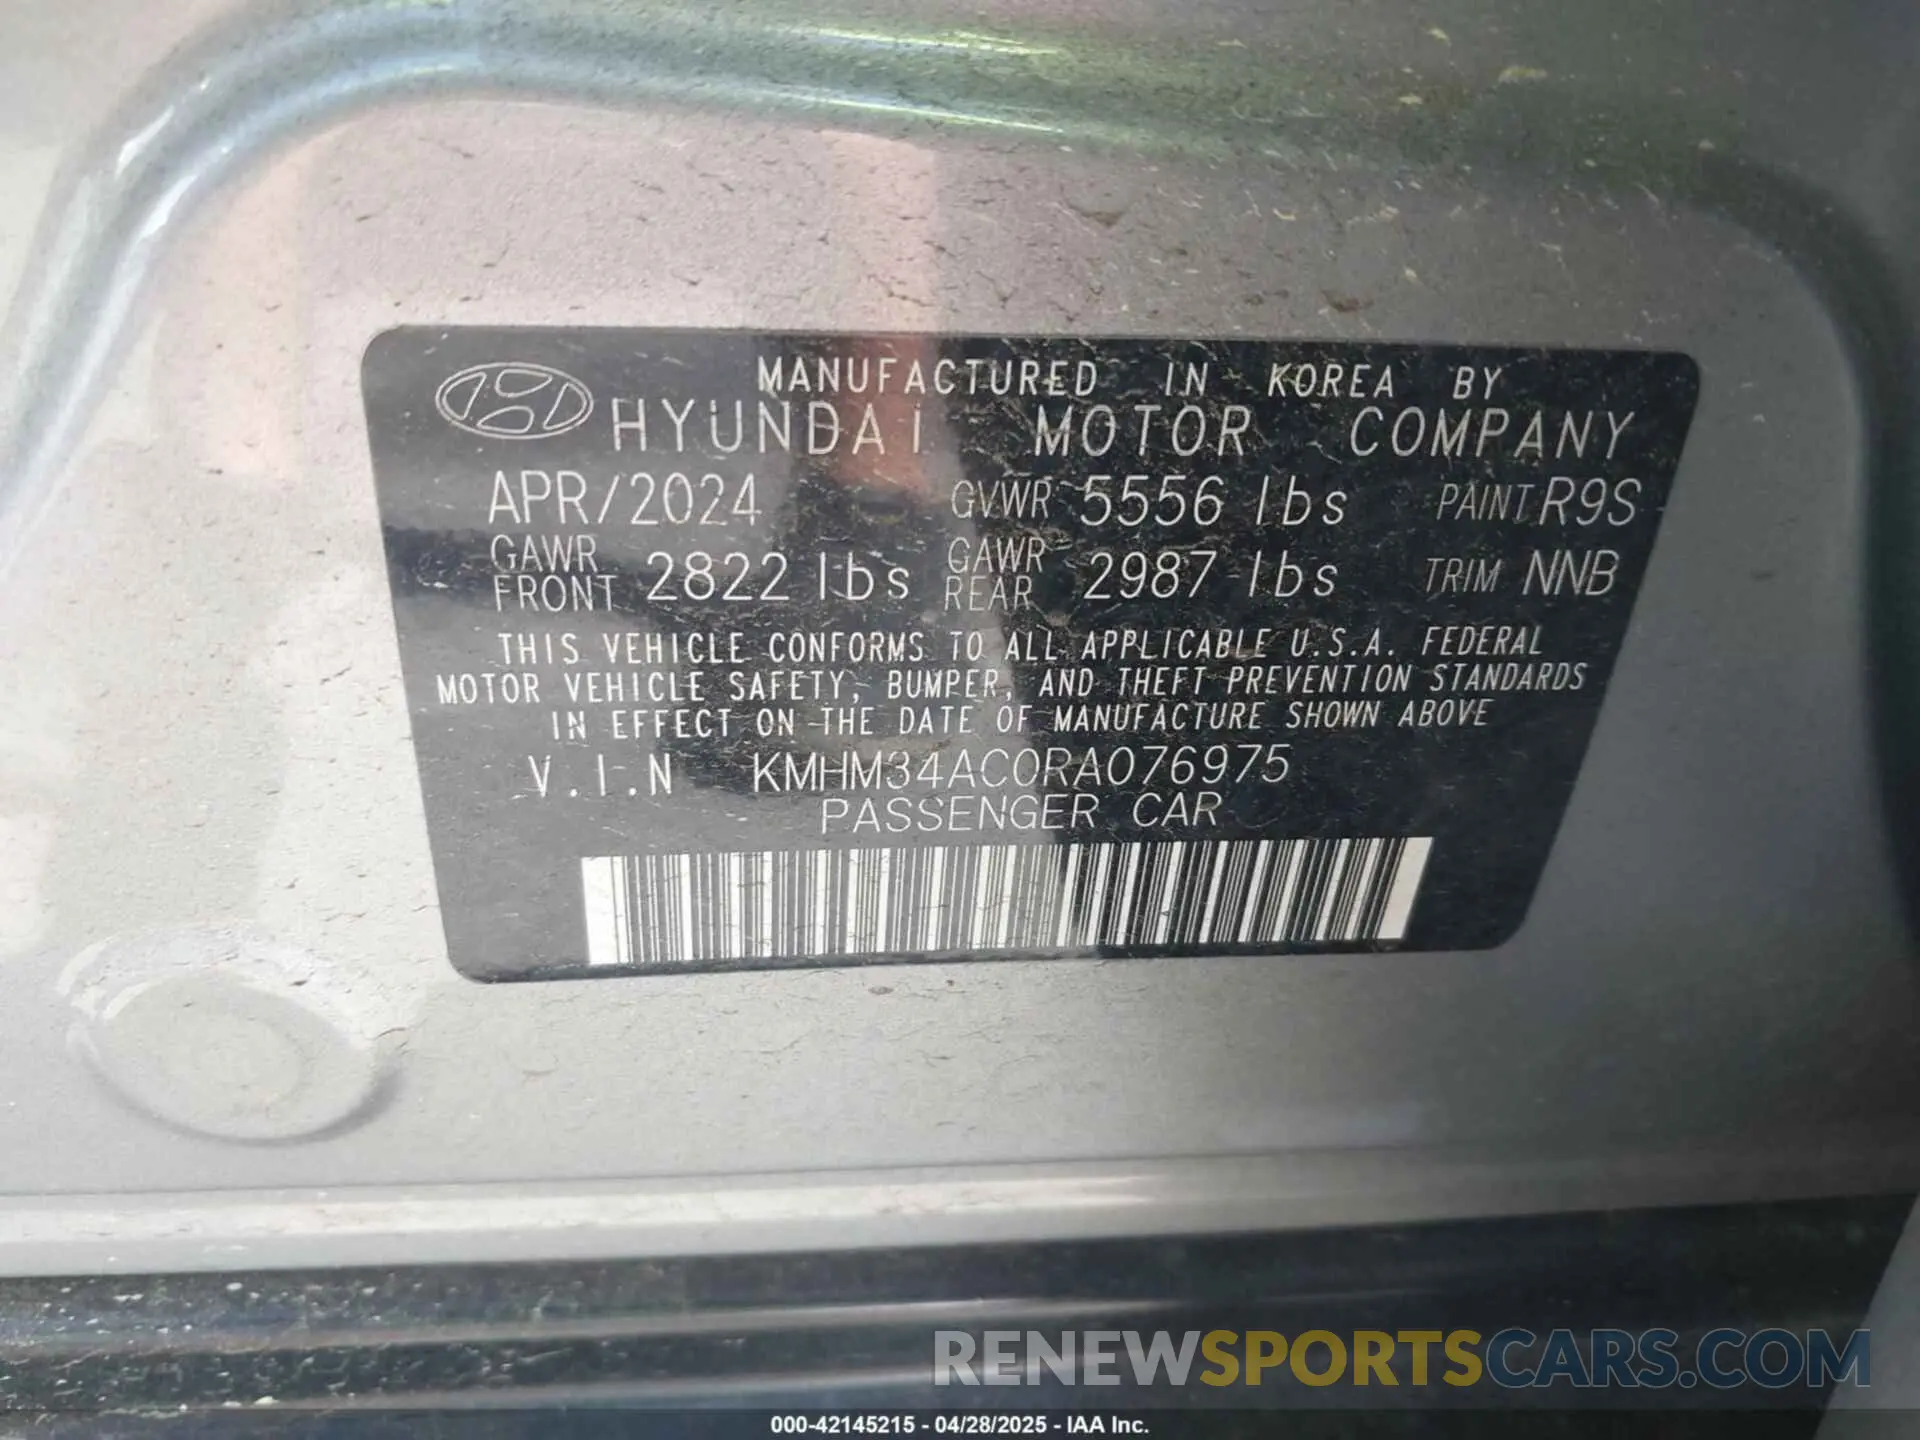 MANUFACTURED IN KOREA BY
HYUNDAI MOTOR COMPANY
APR/2024 GVWR 5556 lbs PAINT R9S
GAWR FRONT 2822 lbs GAWR REAR 2987 lbs TRIM NNB
THIS VEHICLE CONFORMS TO ALL APPLICABLE U.S.A. FEDERAL
MOTOR VEHICLE SAFETY, BUMPER, AND THEFT PREVENTION STANDARDS
IN EFFECT ON THE DATE OF MANUFACTURE SHOWN ABOVE
V.I.N KMHM34AC0RA076975
PASSENGER CAR
RENEWSPORTSCARS.COM
000-42145215 - 04/28/2025 - IAA Inc.